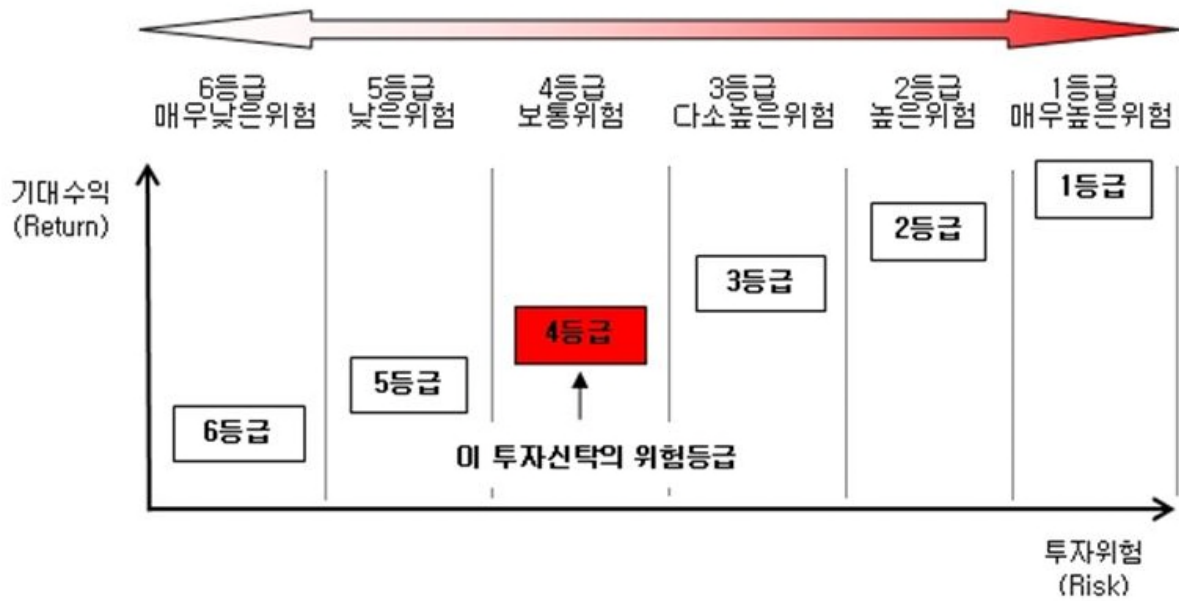 6등급 5등급 4등급 3등급 2등급 1등급
매우낮은위험 낮은위험 보통위험 다소높은위험 높은위험 매우높은위험
기대수익
(Return)
1등급
2등급
3등급
4등급
5등급
6등급
이 투자신탁의 위험등급
투자위험
(Risk)